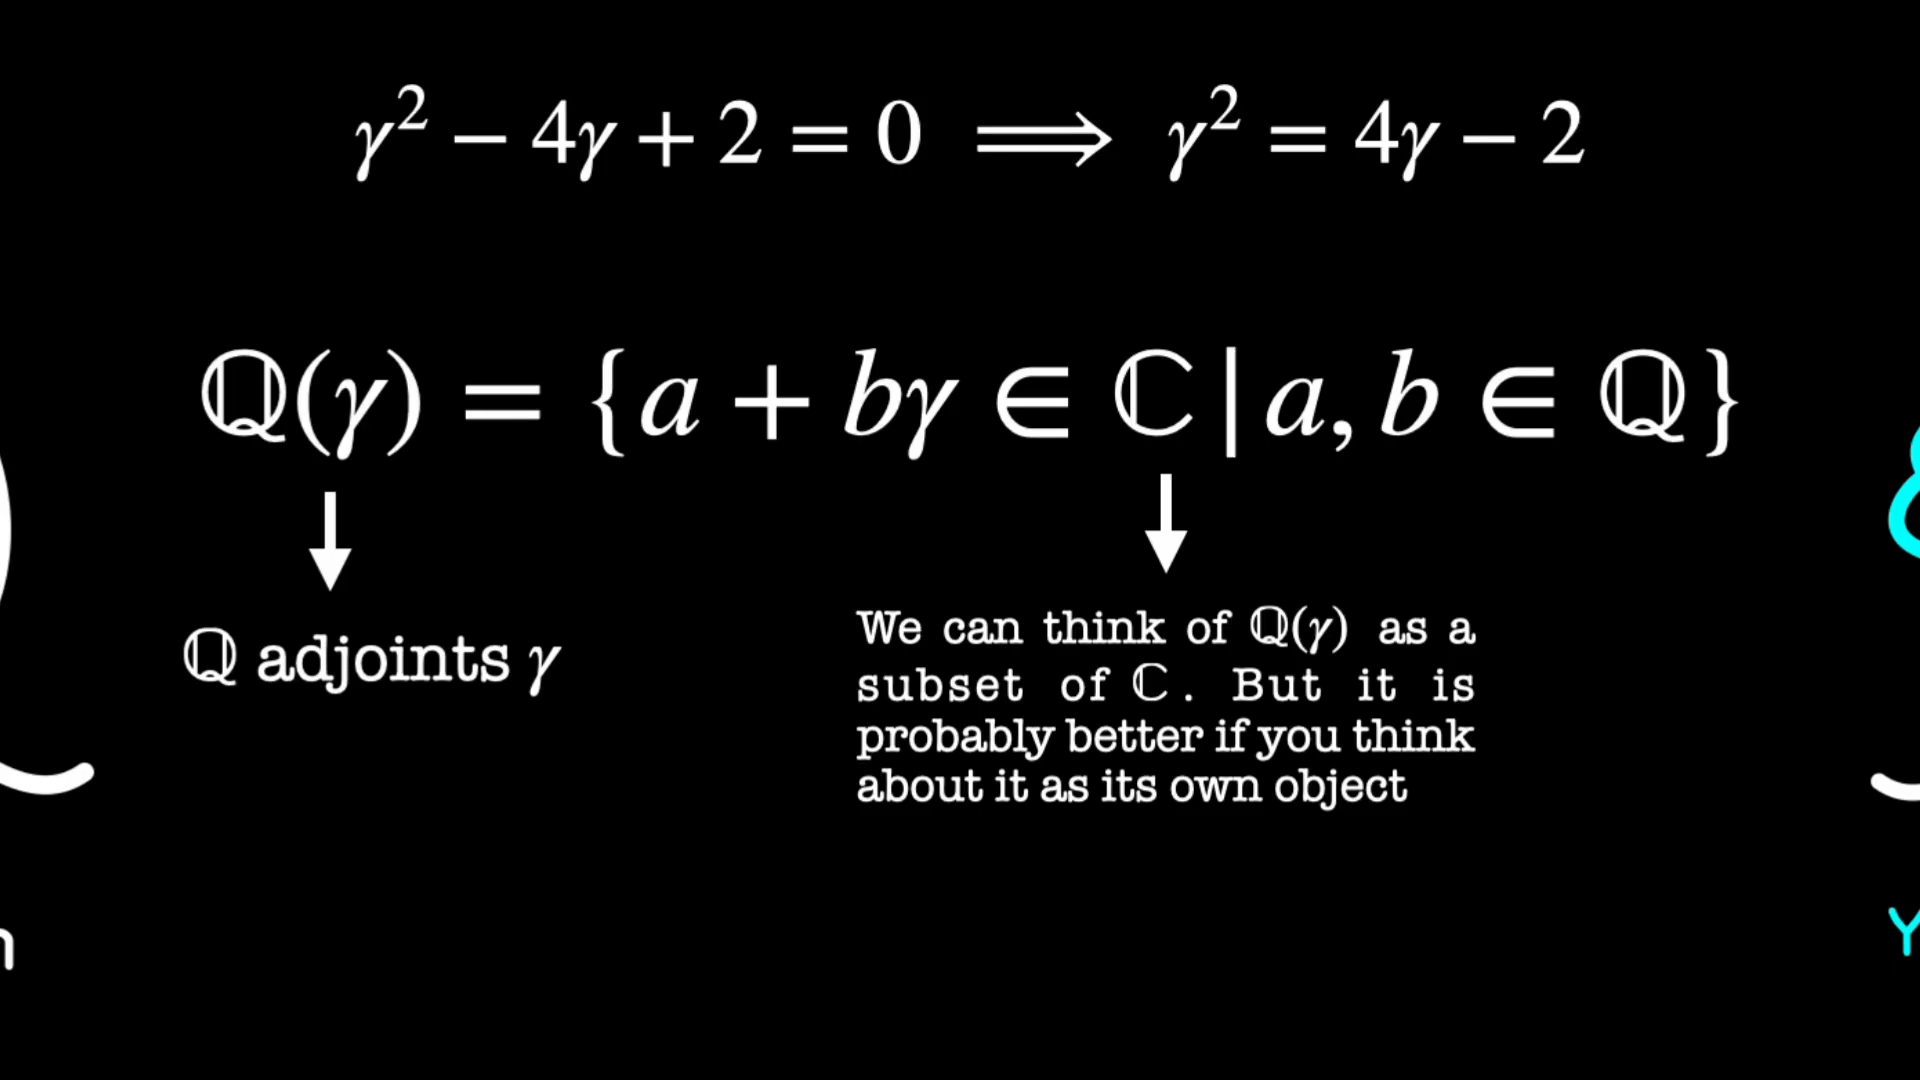 γ² − 4γ + 2 = 0 ⟹ γ² = 4γ − 2
ℚ(γ) = {a + bγ ∈ ℂ | a, b ∈ ℚ}
ℚ adjoints γ
We can think of ℚ(γ) as a
subset of ℂ. But it is
probably better if you think
about it as its own object